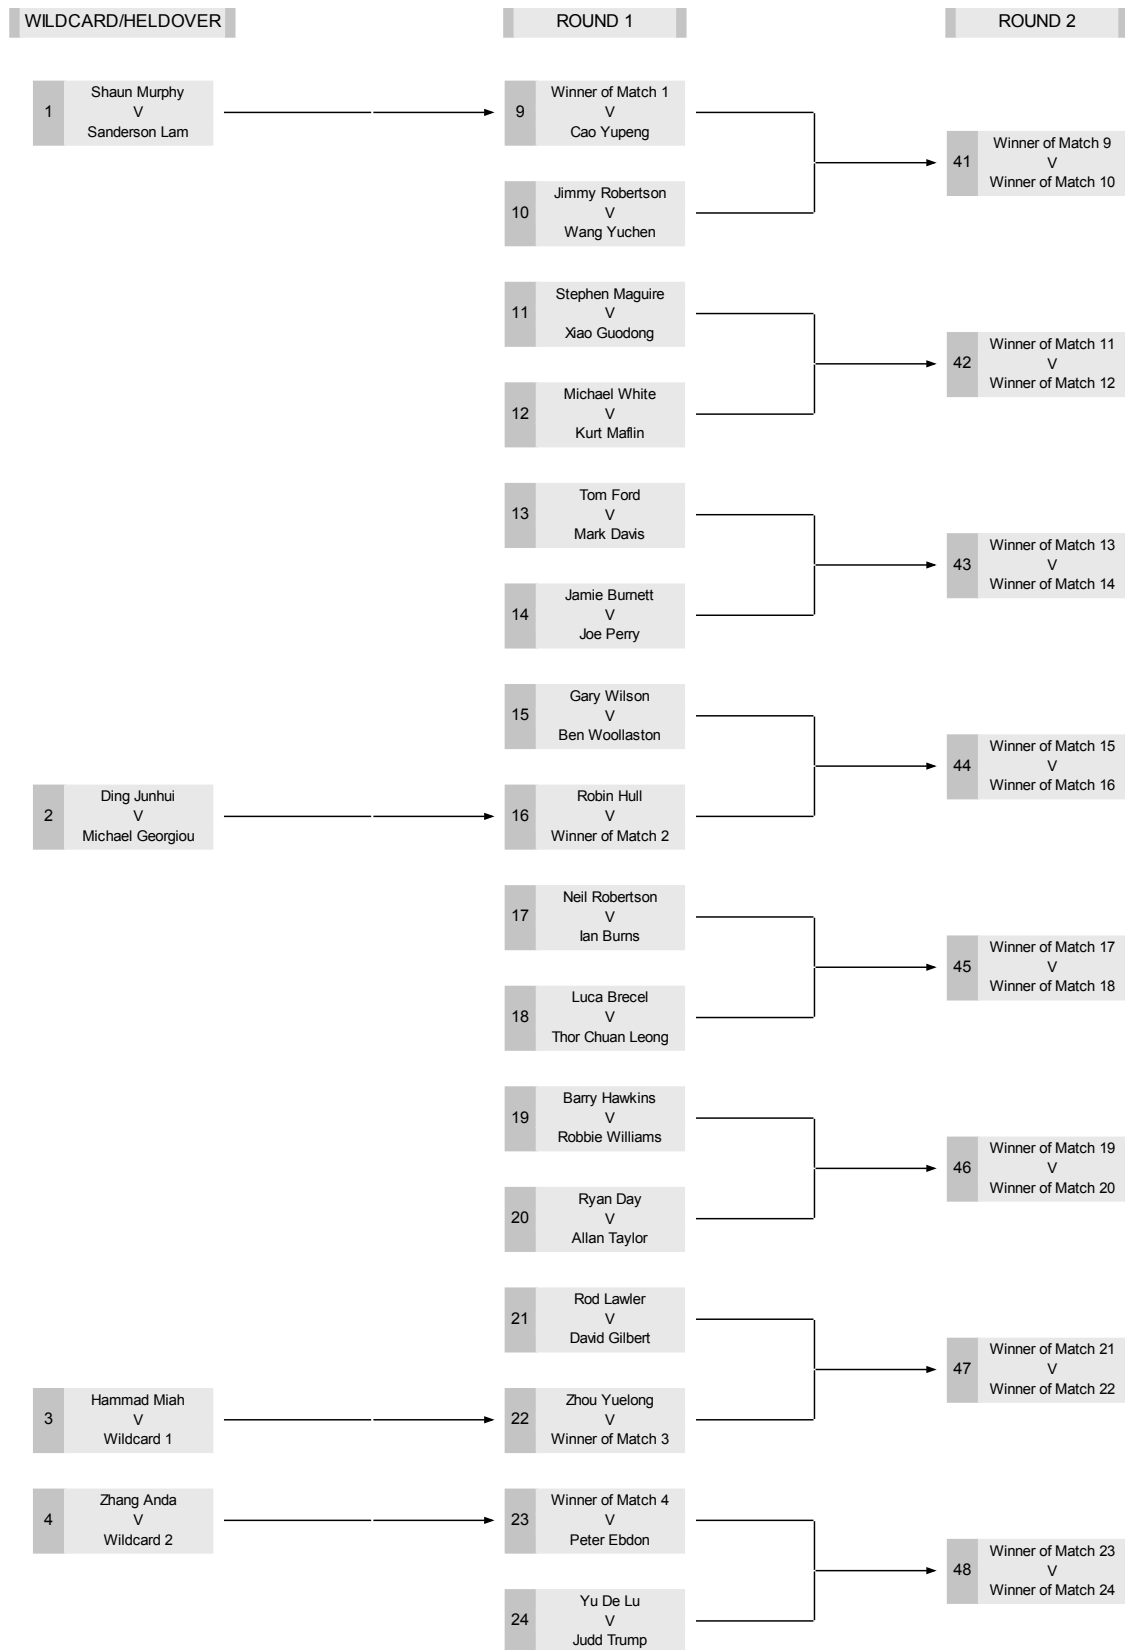 WILDCARD/HELDOVER
ROUND 1
ROUND 2
1
Shaun Murphy
V
Sanderson Lam
9
Winner of Match 1
V
Cao Yupeng
41
Winner of Match 9
V
Winner of Match 10
10
Jimmy Robertson
V
Wang Yuchen
11
Stephen Maguire
V
Xiao Guodong
42
Winner of Match 11
V
Winner of Match 12
12
Michael White
V
Kurt Maflin
13
Tom Ford
V
Mark Davis
43
Winner of Match 13
V
Winner of Match 14
14
Jamie Burnett
V
Joe Perry
15
Gary Wilson
V
Ben Woollaston
44
Winner of Match 15
V
Winner of Match 16
2
Ding Junhui
V
Michael Georgiou
16
Robin Hull
V
Winner of Match 2
17
Neil Robertson
V
Ian Burns
45
Winner of Match 17
V
Winner of Match 18
18
Luca Brecel
V
Thor Chuan Leong
19
Barry Hawkins
V
Robbie Williams
46
Winner of Match 19
V
Winner of Match 20
20
Ryan Day
V
Allan Taylor
21
Rod Lawler
V
David Gilbert
47
Winner of Match 21
V
Winner of Match 22
3
Hammad Miah
V
Wildcard 1
22
Zhou Yuelong
V
Winner of Match 3
4
Zhang Anda
V
Wildcard 2
23
Winner of Match 4
V
Peter Ebdon
48
Winner of Match 23
V
Winner of Match 24
24
Yu De Lu
V
Judd Trump